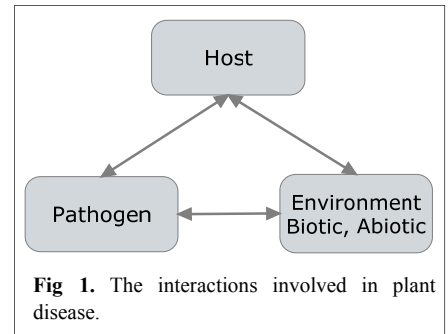 Host
Pathogen
Environment
Biotic, Abiotic
Fig 1. The interactions involved in plant
disease.